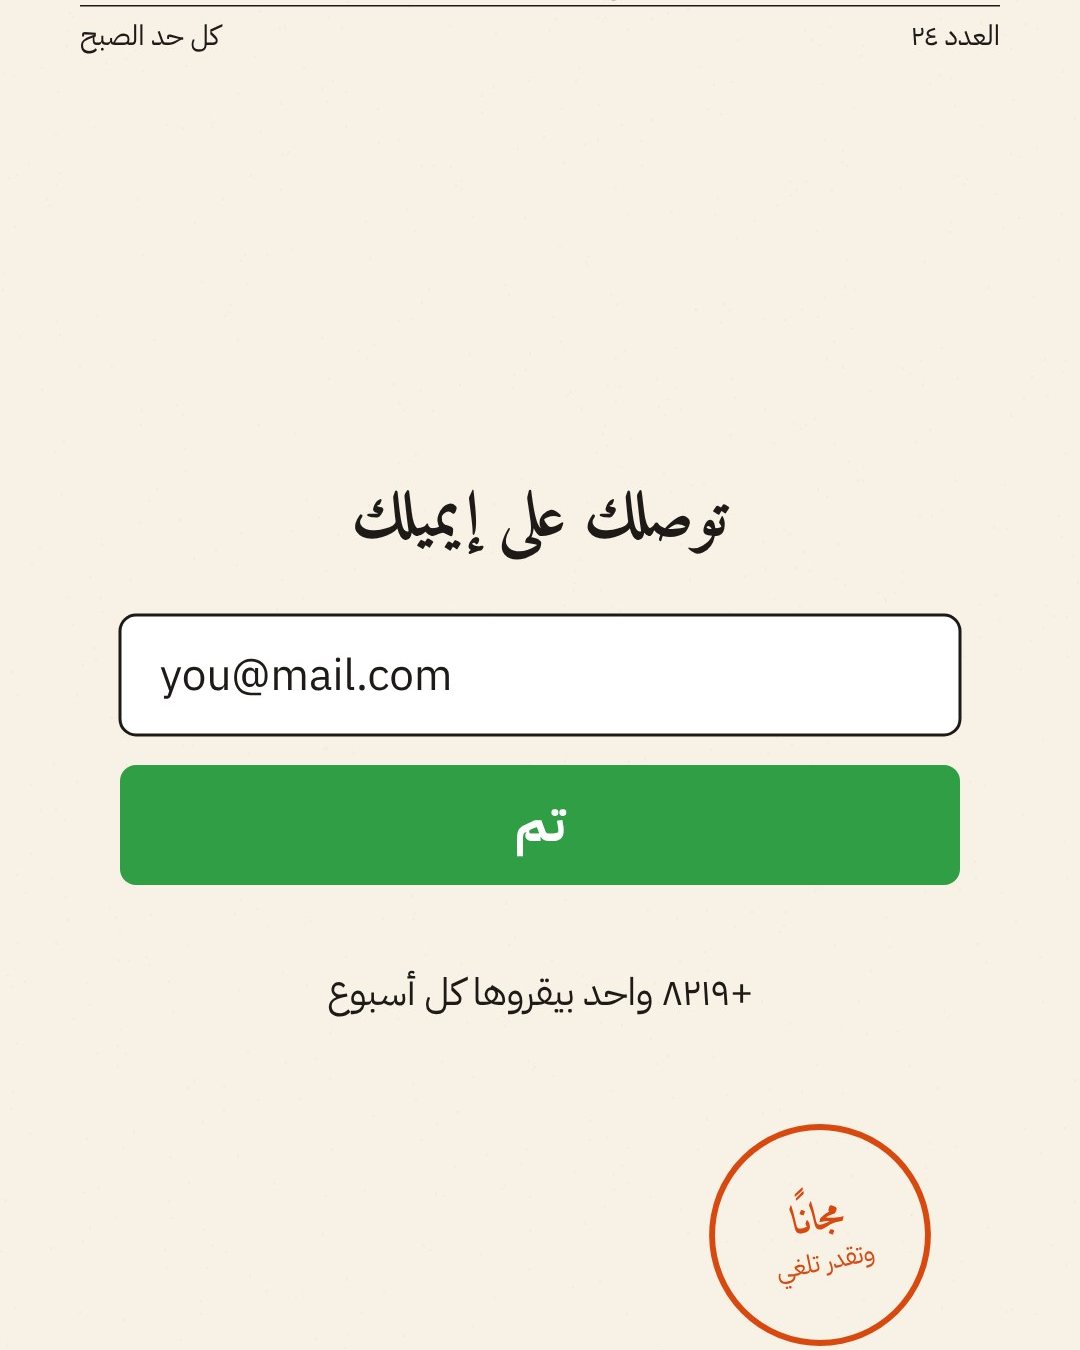 العدد ٢٤
كل حد الصبح
توصلك على إيميلك
you@mail.com
تم
+٨٢١٩ واحد بيقروها كل أسبوع
مجانًا
وتقدر تلغي